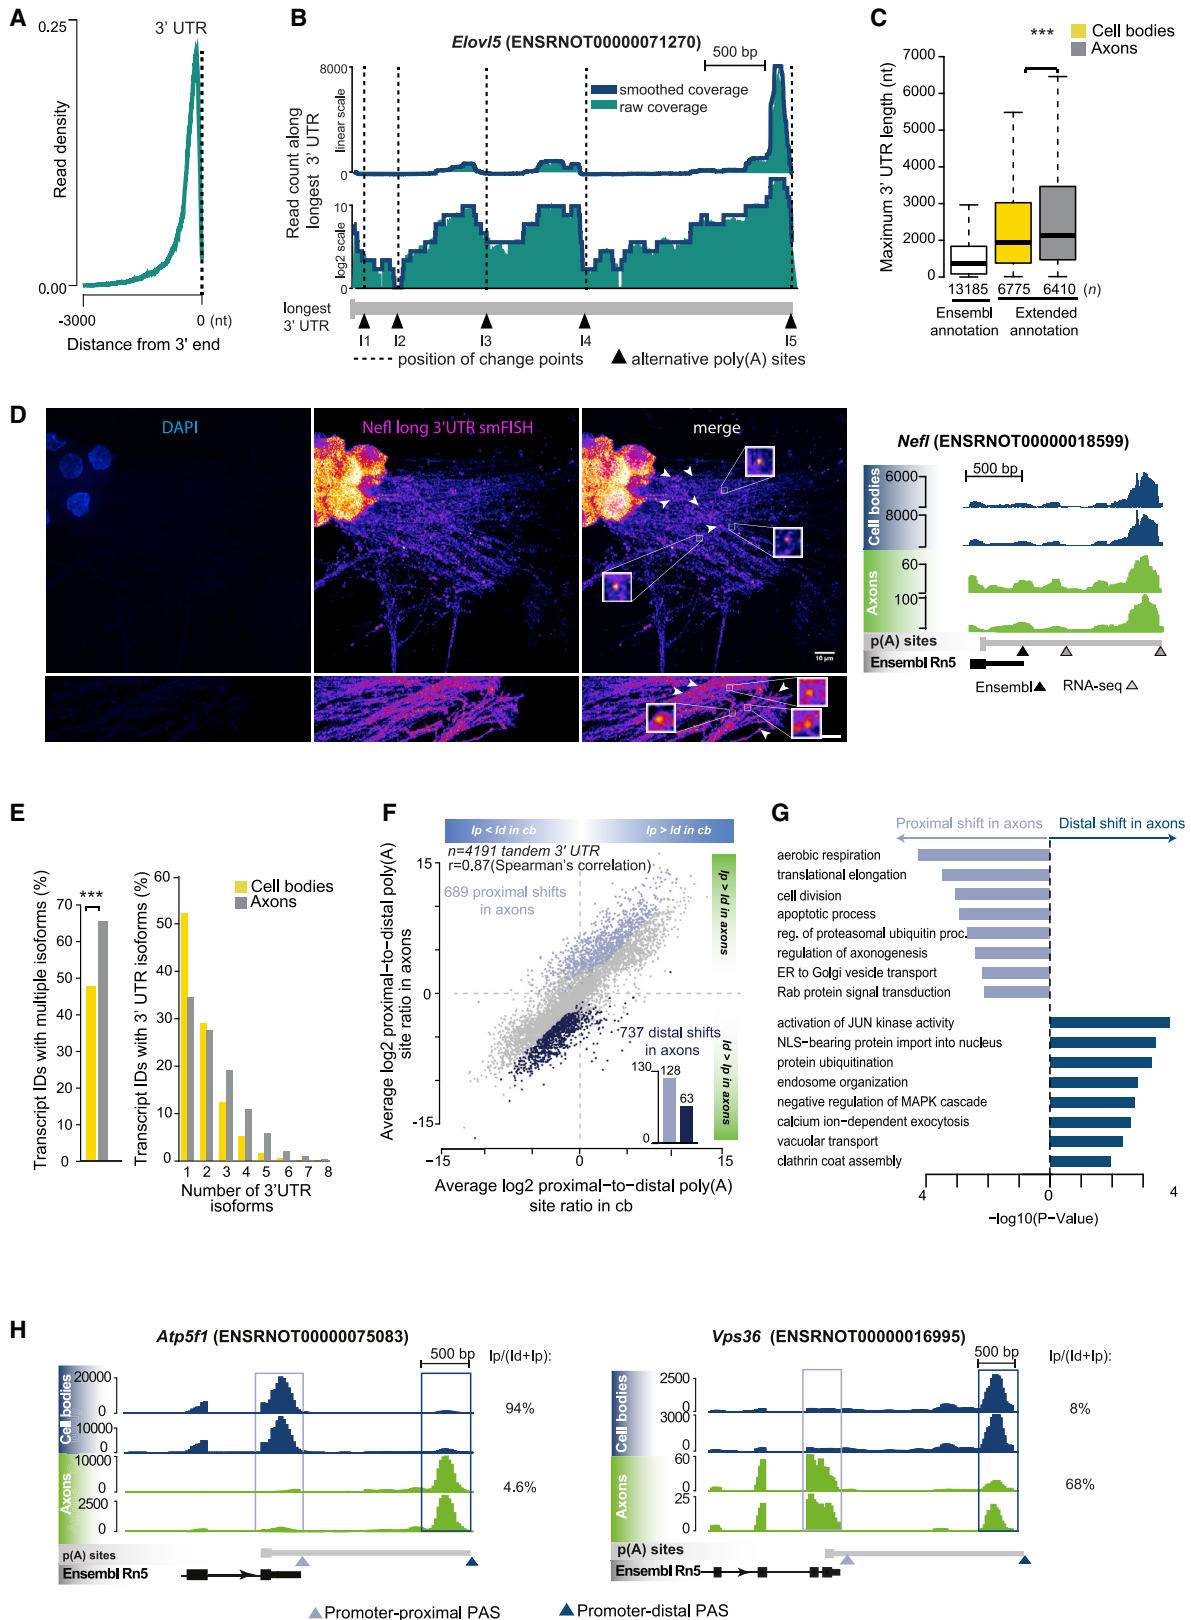 A
0.25
3' UTR
Read density
0.00
-3000
0 (nt)
Distance from 3' end
B
Elovl5 (ENSRNOT00000071270)
500 bp
8000
smoothed coverage
raw coverage
Read count along
longest 3' UTR
linear scale
0
10
log2 scale
0
longest
3' UTR
I1
I2
I3
I4
I5
position of change points
alternative poly(A) sites
C
***
Cell bodies
Axons
Maximum 3' UTR length (nt)
7000
6000
5000
4000
3000
2000
1000
0
13185
6775
6410
(n)
Ensembl
annotation
Extended
annotation
D
DAPI
Nefl long 3'UTR smFISH
merge
10 µm
Nefl (ENSRNOT00000018599)
500 bp
Cell bodies
6000
0
8000
0
Axons
60
0
100
0
p(A) sites
Ensembl Rn5
Ensembl
RNA-seq
E
***
Transcript IDs with multiple isoforms (%)
70
60
50
40
30
20
10
0
Transcript IDs with 3' UTR isoforms (%)
60
50
40
30
20
10
0
Cell bodies
Axons
1 2 3 4 5 6 7 8
Number of 3'UTR
isoforms
F
Ip < Id in cb
Ip > Id in cb
n=4191 tandem 3' UTR
r=0.87(Spearman's correlation)
689 proximal shifts
in axons
737 distal shifts
in axons
130
128
63
0
Ip > Id in axons
Id > Ip in axons
Average log2 proximal-to-distal poly(A)
site ratio in axons
15
0
-15
−15
0
15
Average log2 proximal−to−distal poly(A)
site ratio in cb
G
Proximal shift in axons
Distal shift in axons
aerobic respiration
translational elongation
cell division
apoptotic process
reg. of proteasomal ubiquitin proc.
regulation of axonogenesis
ER to Golgi vesicle transport
Rab protein signal transduction
activation of JUN kinase activity
NLS-bearing protein import into nucleus
protein ubiquitination
endosome organization
negative regulation of MAPK cascade
calcium ion-dependent exocytosis
vacuolar transport
clathrin coat assembly
4
0
4
−log10(P−Value)
H
Atp5f1 (ENSRNOT00000075083)
500 bp
Ip/(Id+Ip):
Cell bodies
20000
0
10000
0
94%
Axons
10000
0
2500
0
4.6%
p(A) sites
Ensembl Rn5
Vps36 (ENSRNOT00000016995)
500 bp
Ip/(Id+Ip):
Cell bodies
2500
0
3000
0
8%
Axons
60
0
25
0
68%
p(A) sites
Ensembl Rn5
Promoter-proximal PAS
Promoter-distal PAS